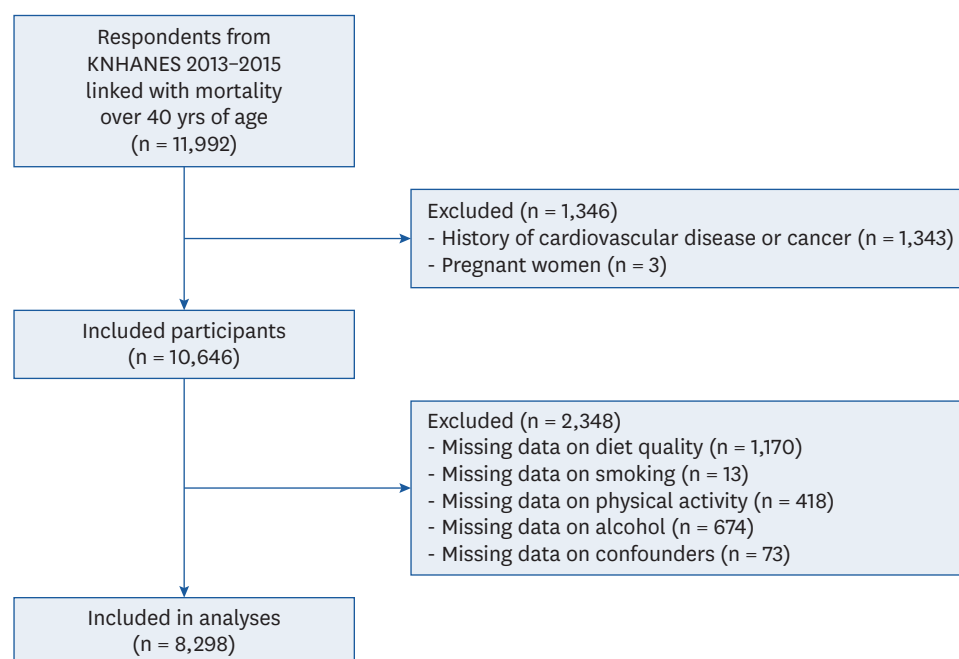 Respondents from
KNHANES 2013–2015
linked with mortality
over 40 yrs of age
(n = 11,992)
Excluded (n = 1,346)
- History of cardiovascular disease or cancer (n = 1,343)
- Pregnant women (n = 3)
Included participants
(n = 10,646)
Excluded (n = 2,348)
- Missing data on diet quality (n = 1,170)
- Missing data on smoking (n = 13)
- Missing data on physical activity (n = 418)
- Missing data on alcohol (n = 674)
- Missing data on confounders (n = 73)
Included in analyses
(n = 8,298)